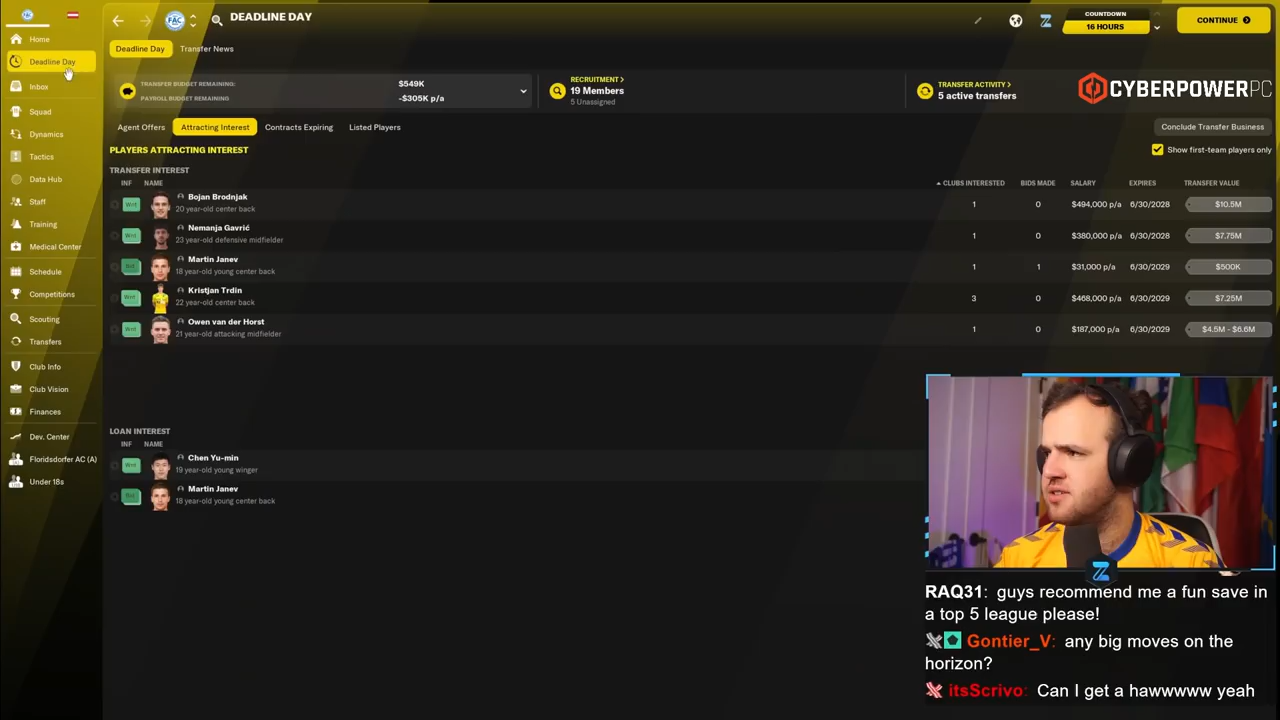 FAC
DEADLINE DAY
COUNTDOWN
16 HOURS
CONTINUE
Home
Deadline Day
Inbox
Squad
Dynamics
Tactics
Data Hub
Staff
Training
Medical Center
Schedule
Competitions
Scouting
Transfers
Club Info
Club Vision
Finances
Dev. Center
Floridsdorfer AC (A)
Under 18s
Deadline Day
Transfer News
TRANSFER BUDGET REMAINING: $549K
PAYROLL BUDGET REMAINING -$305K p/a
RECRUITMENT
19 Members
5 Unassigned
TRANSFER ACTIVITY
5 active transfers
CYBERPOWERPC
Agent Offers
Attracting Interest
Contracts Expiring
Listed Players
Conclude Transfer Business
PLAYERS ATTRACTING INTEREST
Show first-team players only
TRANSFER INTEREST
INF NAME CLUBS INTERESTED BIDS MADE SALARY EXPIRES TRANSFER VALUE
Wnt Bojan Brodnjak 1 0 $494,000 p/a 6/30/2028 $10.5M
20 year-old center back
Wnt Nemanja Gavrić 1 0 $380,000 p/a 6/30/2028 $7.75M
23 year-old defensive midfielder
Bid Martin Janev 1 1 $31,000 p/a 6/30/2029 $500K
18 year-old young center back
Wnt Kristjan Trdin 3 0 $468,000 p/a 6/30/2029 $7.25M
22 year-old center back
Wnt Owen van der Horst 1 0 $187,000 p/a 6/30/2029 $4.5M - $6.6M
21 year-old attacking midfielder
LOAN INTEREST
INF NAME
Wnt Chen Yu-min
19 year-old young winger
Bid Martin Janev
18 year-old young center back
RAQ31: guys recommend me a fun save in
a top 5 league please!
Gontier_V: any big moves on the
horizon?
itsScrivo: Can I get a hawwwww yeah